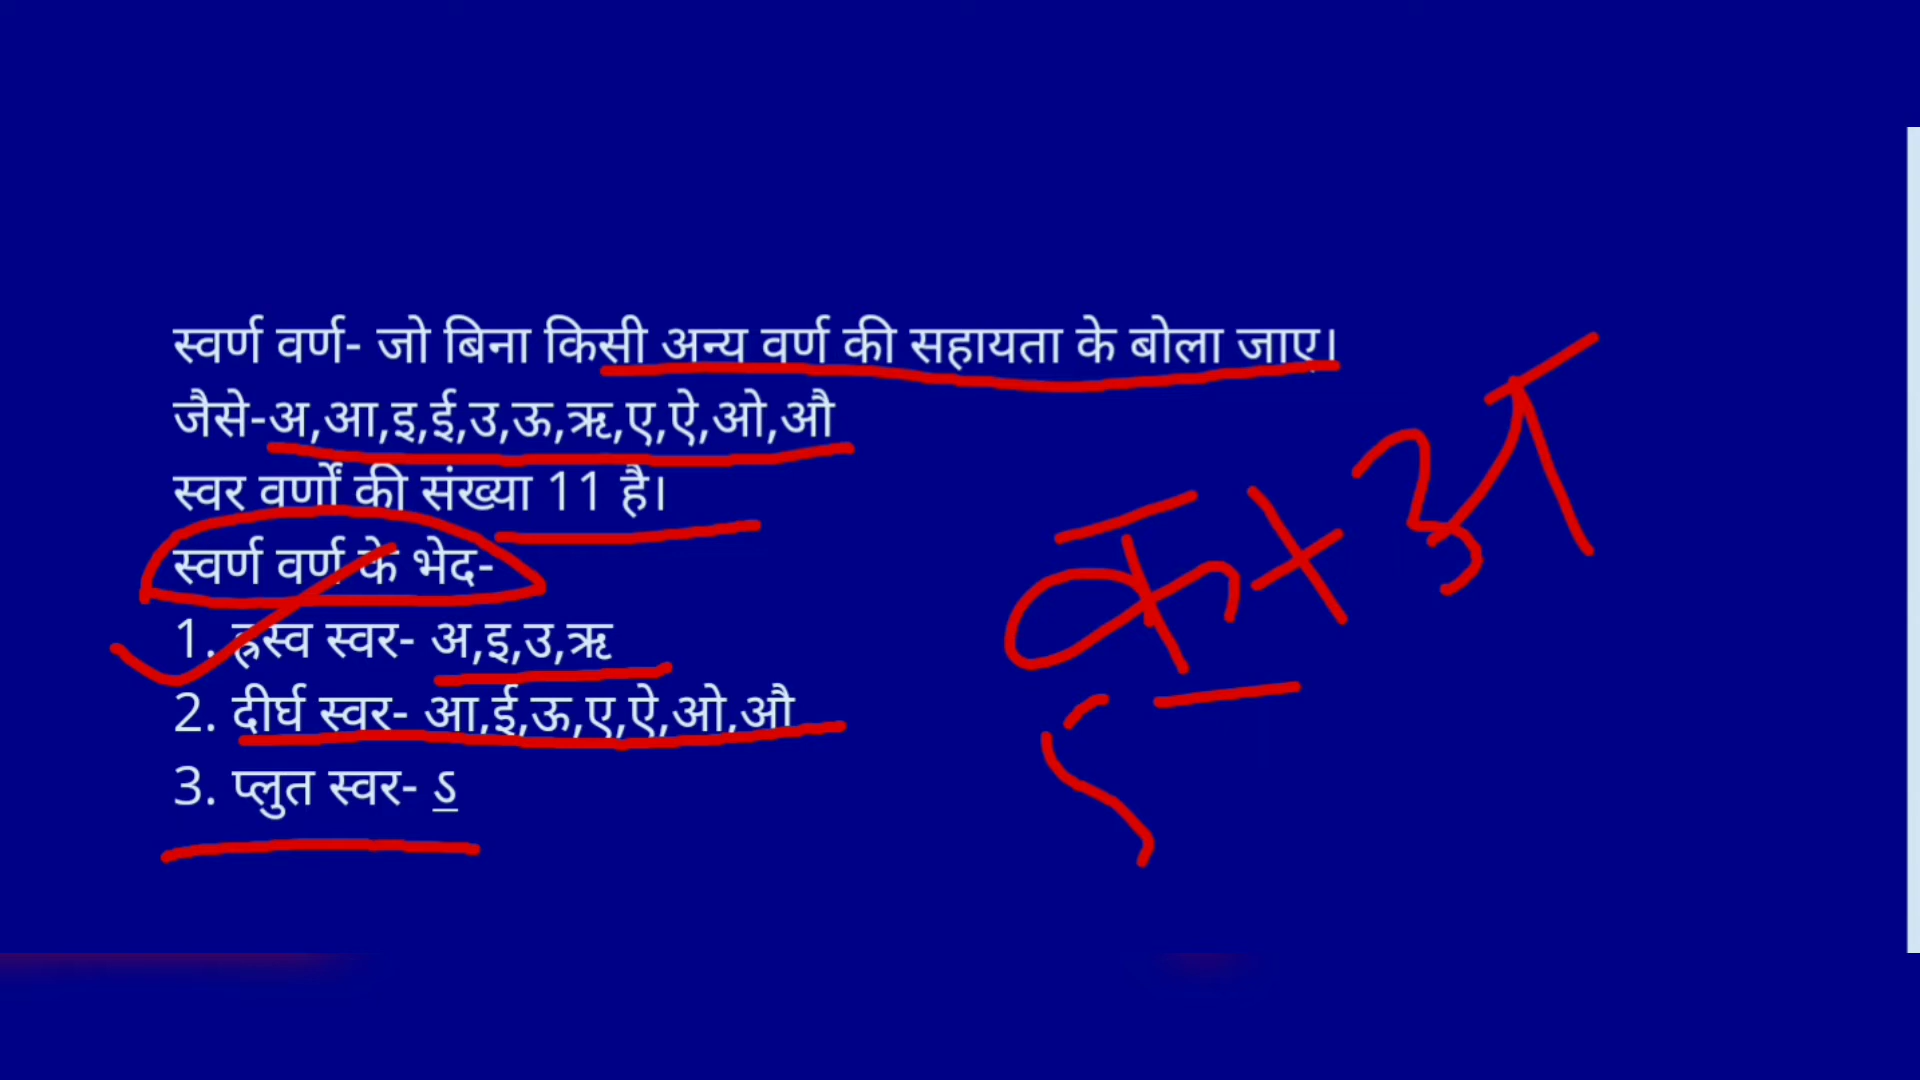 स्वर्ण वर्ण- जो बिना किसी अन्य वर्ण की सहायता के बोला जाए।
जैसे-अ,आ,इ,ई,उ,ऊ,ऋ,ए,ऐ,ओ,औ
स्वर वर्णों की संख्या 11 है।
स्वर्ण वर्ण के भेद-
1. ह्रस्व स्वर- अ,इ,उ,ऋ
2. दीर्घ स्वर- आ,ई,ऊ,ए,ऐ,ओ,औ
3. प्लुत स्वर- ऽ
क + अ